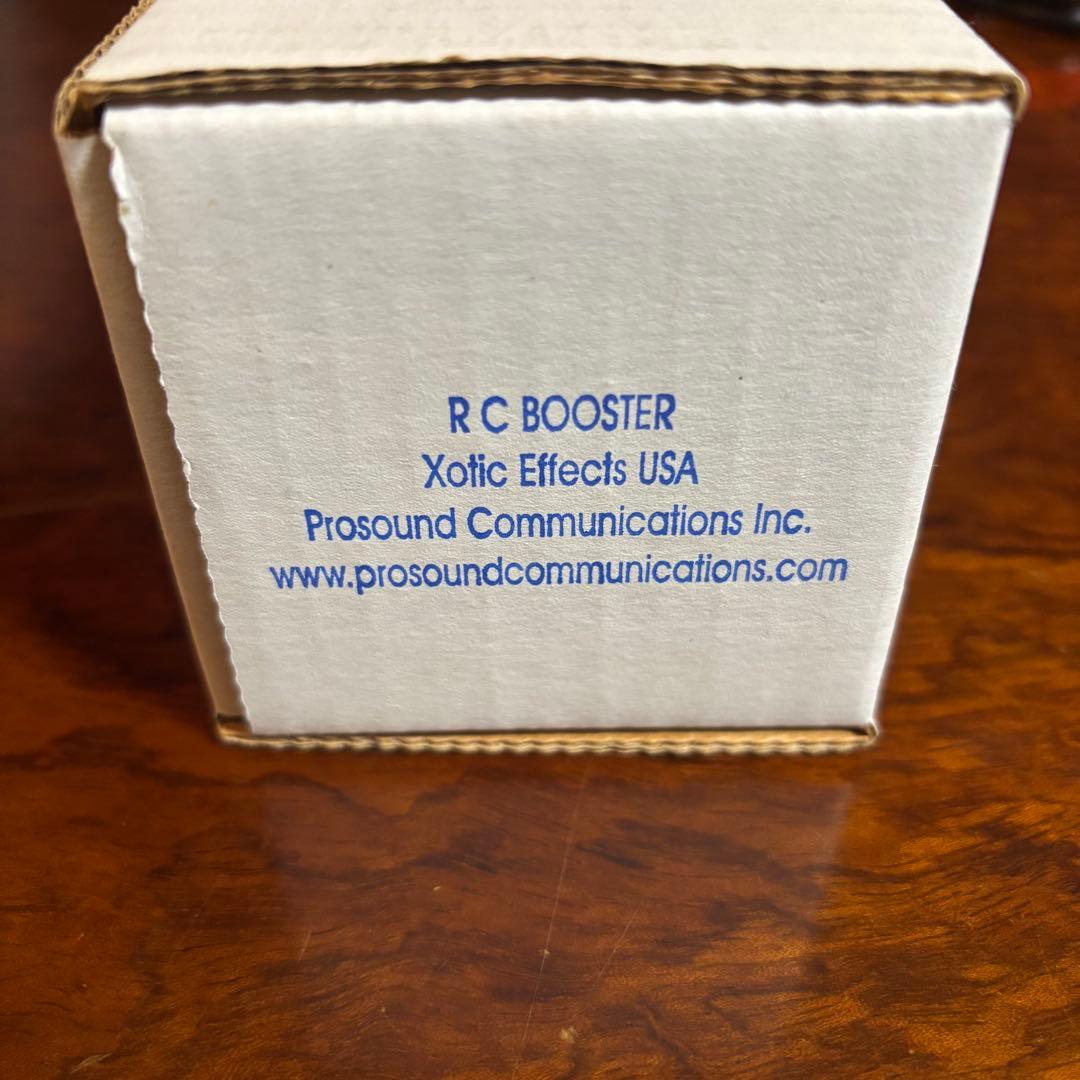 R C BOOSTER
Xotic Effects USA
Prosound Communications Inc.
www.prosoundcommunications.com